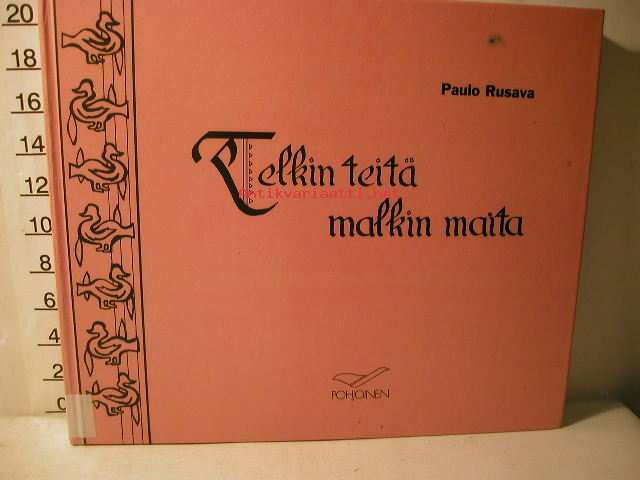 Paulo Rusava
Telkin teitä
antikvariaatti.net
malkin maita
POHJOINEN
20
18
16
14
12
10
8
6
4
2
0